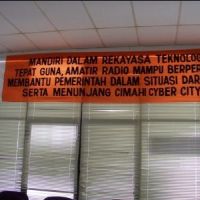 MANDIRI DALAM REKAYASA TEKNOLOG
TEPAT GUNA, AMATIR RADIO MAMPU BERPER
MEMBANTU PEMERINTAH DALAM SITUASI DAR
SERTA MENUNJANG CIMAHI CYBER CITY